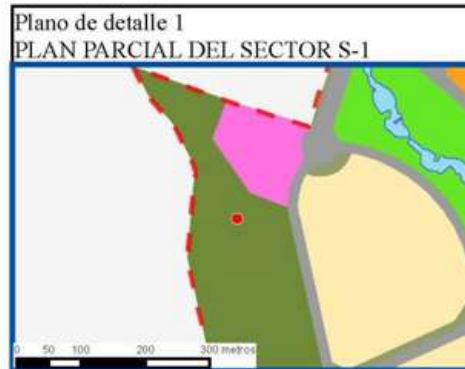 Plano de detalle 1
PLAN PARCIAL DEL SECTOR S-1
0 50 100 200 300 metros